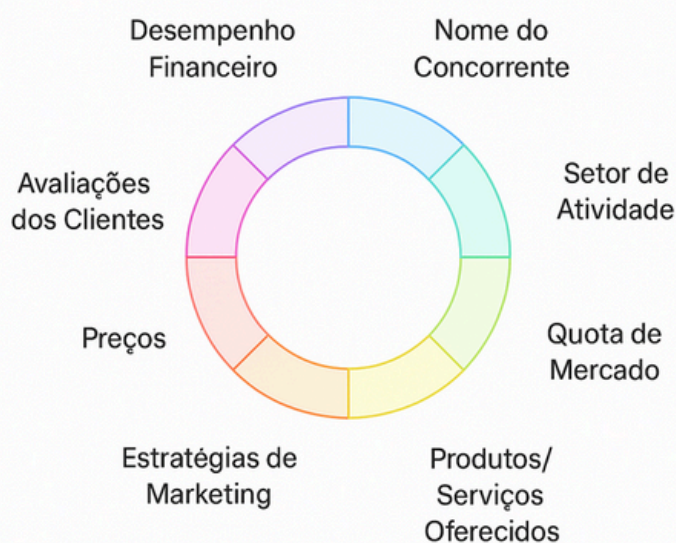 Desempenho
Financeiro
Nome do
Concorrente
Avaliações
dos Clientes
Setor de
Atividade
Preços
Quota de
Mercado
Estratégias de
Marketing
Produtos/
Serviços
Oferecidos